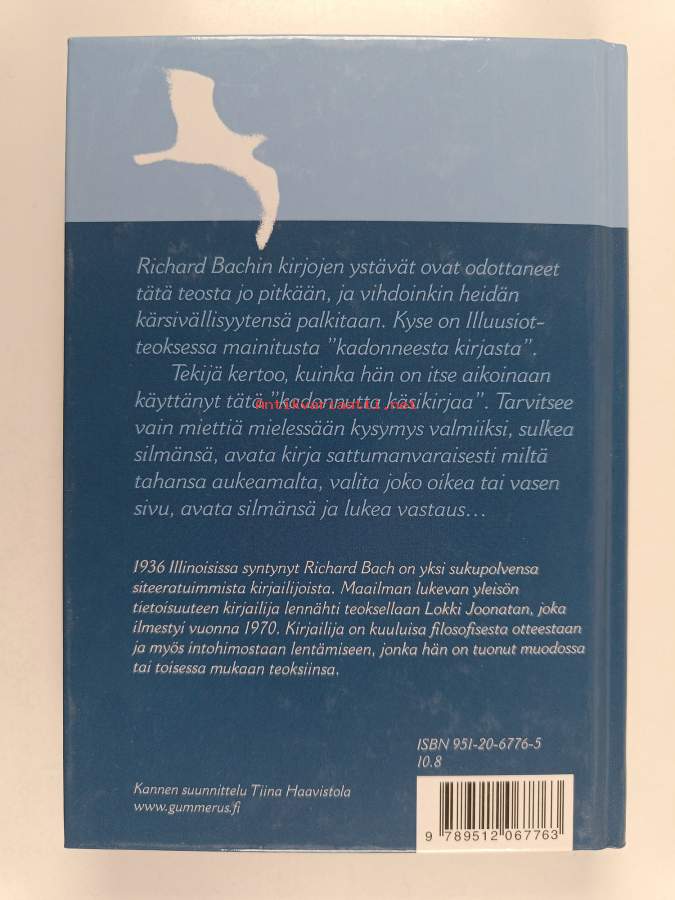 Richard Bachin kirjojen ystävät ovat odottaneet
tätä teosta jo pitkään, ja vihdoinkin heidän
kärsivällisyytensä palkitaan. Kyse on Illuusiot-
teoksessa mainitusta ”kadonneesta kirjasta”.
Tekijä kertoo, kuinka hän on itse aikoinaan
käyttänyt tätä ”kadonnutta käsikirjaa”. Tarvitsee
Antikvariaatti.net
vain miettiä mielessään kysymys valmiiksi, sulkea
silmänsä, avata kirja sattumanvaraisesti miltä
tahansa aukeamalta, valita joko oikea tai vasen
sivu, avata silmänsä ja lukea vastaus...
1936 Illinoisissa syntynyt Richard Bach on yksi sukupolvensa
siteeratuimmista kirjailijoista. Maailman lukevan yleisön
tietoisuuteen kirjailija lennähti teoksellaan Lokki Joonatan, joka
ilmestyi vuonna 1970. Kirjailija on kuuluisa filosofisesta otteestaan
ja myös intohimostaan lentämiseen, jonka hän on tuonut muodossa
tai toisessa mukaan teoksiinsa.
ISBN 951-20-6776-5
10.8
Kannen suunnittelu Tiina Haavistola
www.gummerus.fi
9 789512 067763